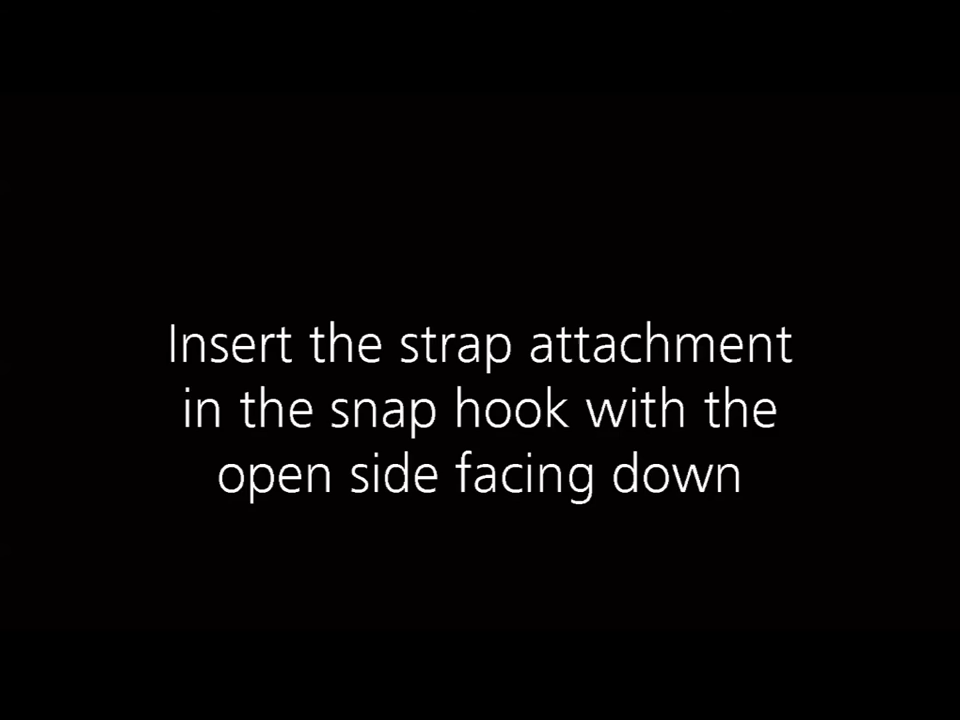 Insert the strap attachment
in the snap hook with the
open side facing down